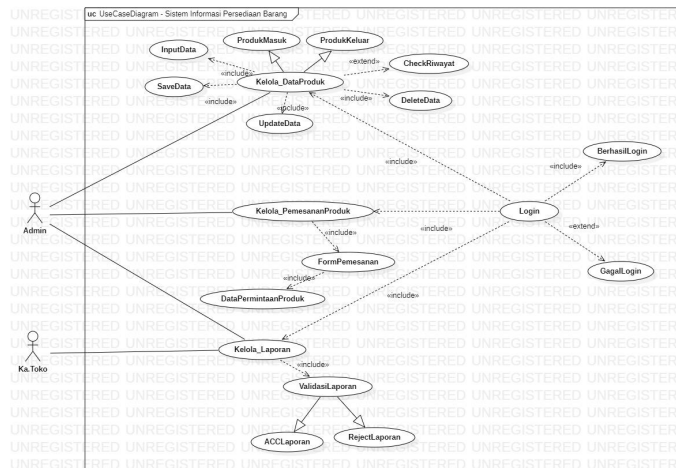 uc UseCaseDiagram - Sistem Informasi Persediaan Barang
ProdukMasuk
ProdukKeluar
InputData
«extend»
CheckRiwayat
«include»
Kelola_DataProduk
SaveData
«include»
«include»
«include»
DeleteData
UpdateData
«include»
BerhasilLogin
«include»
Admin
Kelola_PemesananProduk
Login
«include»
«include»
«extend»
FormPemesanan
GagalLogin
«include»
DataPermintaanProduk
«include»
Ka.Toko
Kelola_Laporan
«include»
ValidasiLaporan
ACCLaporan
RejectLaporan
UNREGISTERED